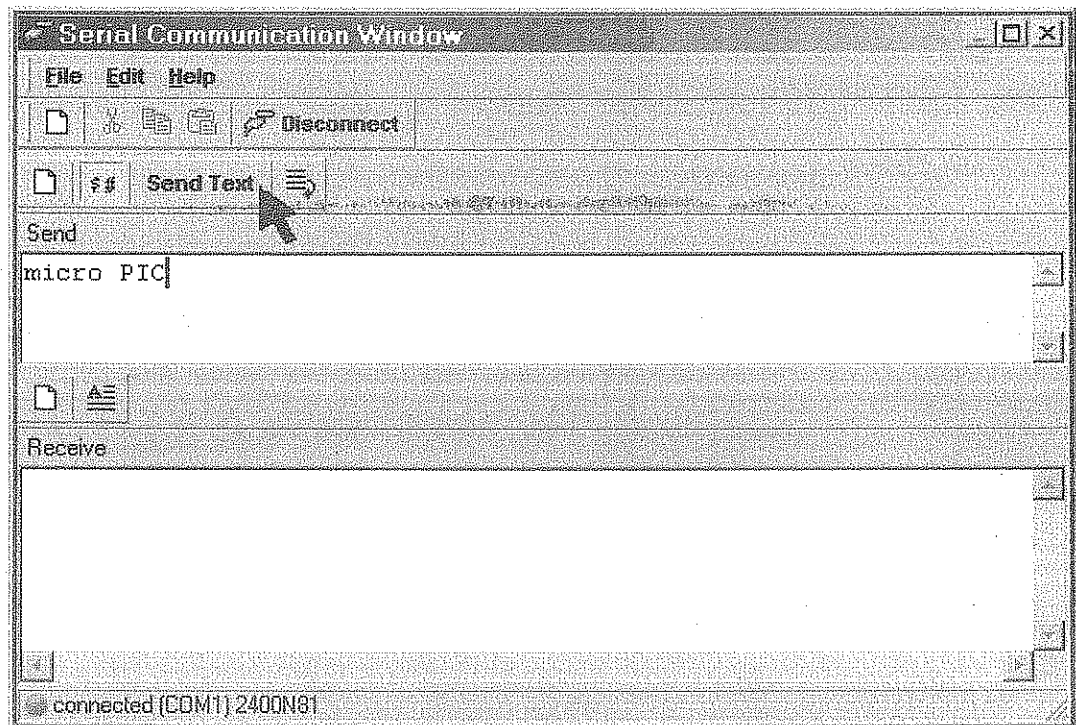 Serial Communication Window
File Edit Help
Disconnect
Send Text
Send
micro PIC
Receive
connected (COM1) 2400N81